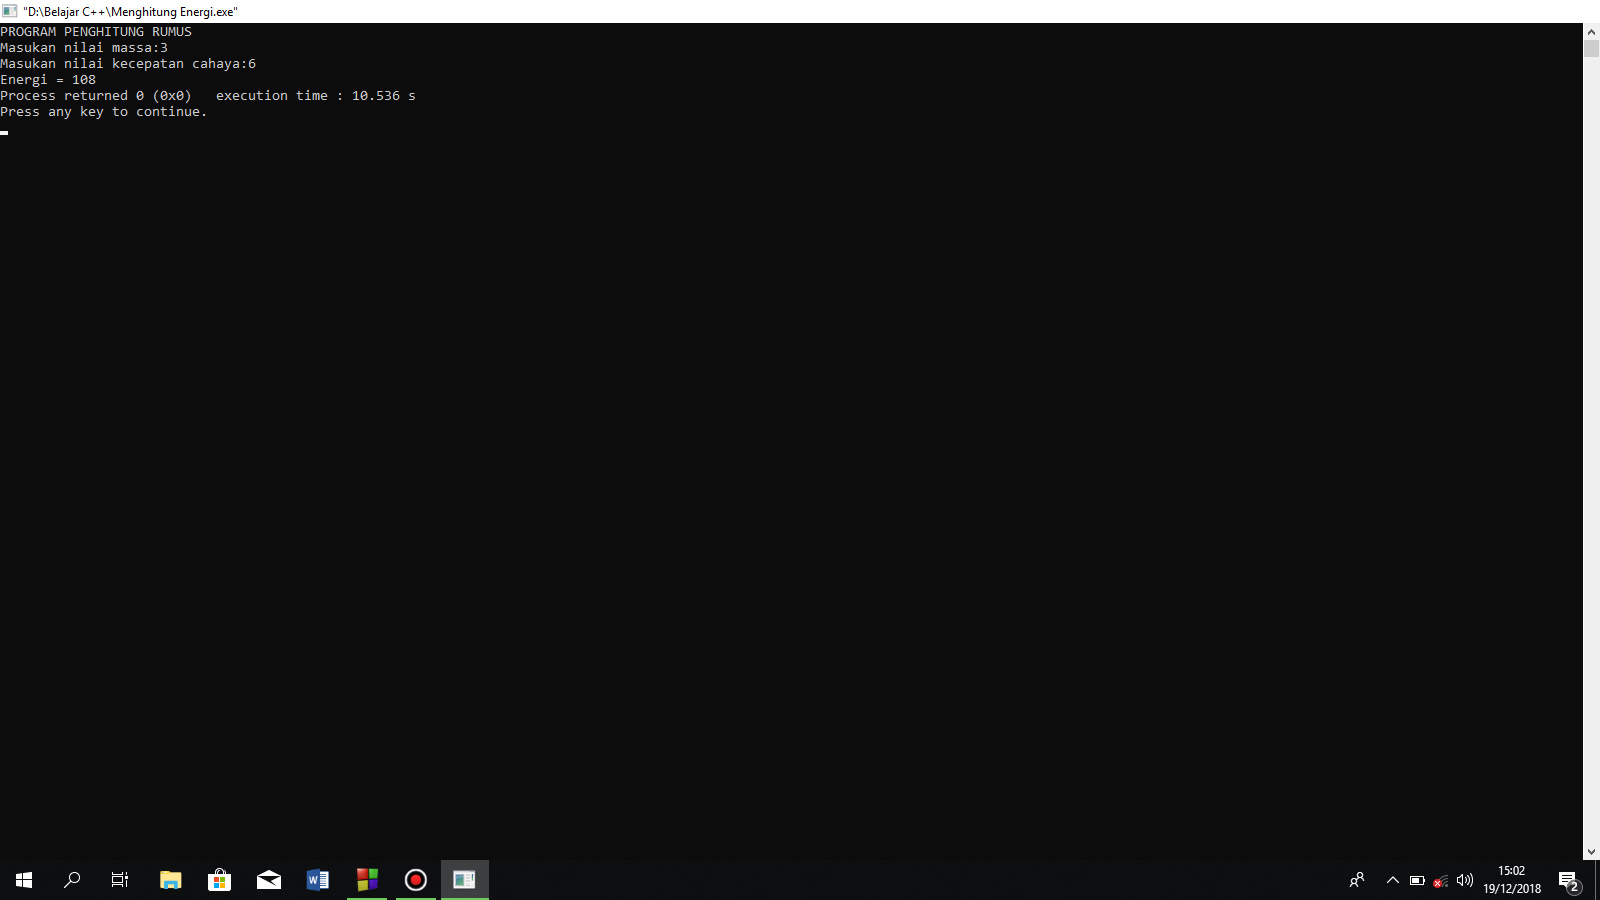 "D:\Belajar C++\Menghitung Energi.exe"
PROGRAM PENGHITUNG RUMUS
Masukan nilai massa:3
Masukan nilai kecepatan cahaya:6
Energi = 108
Process returned 0 (0x0)   execution time : 10.536 s
Press any key to continue.
15:02
19/12/2018
2